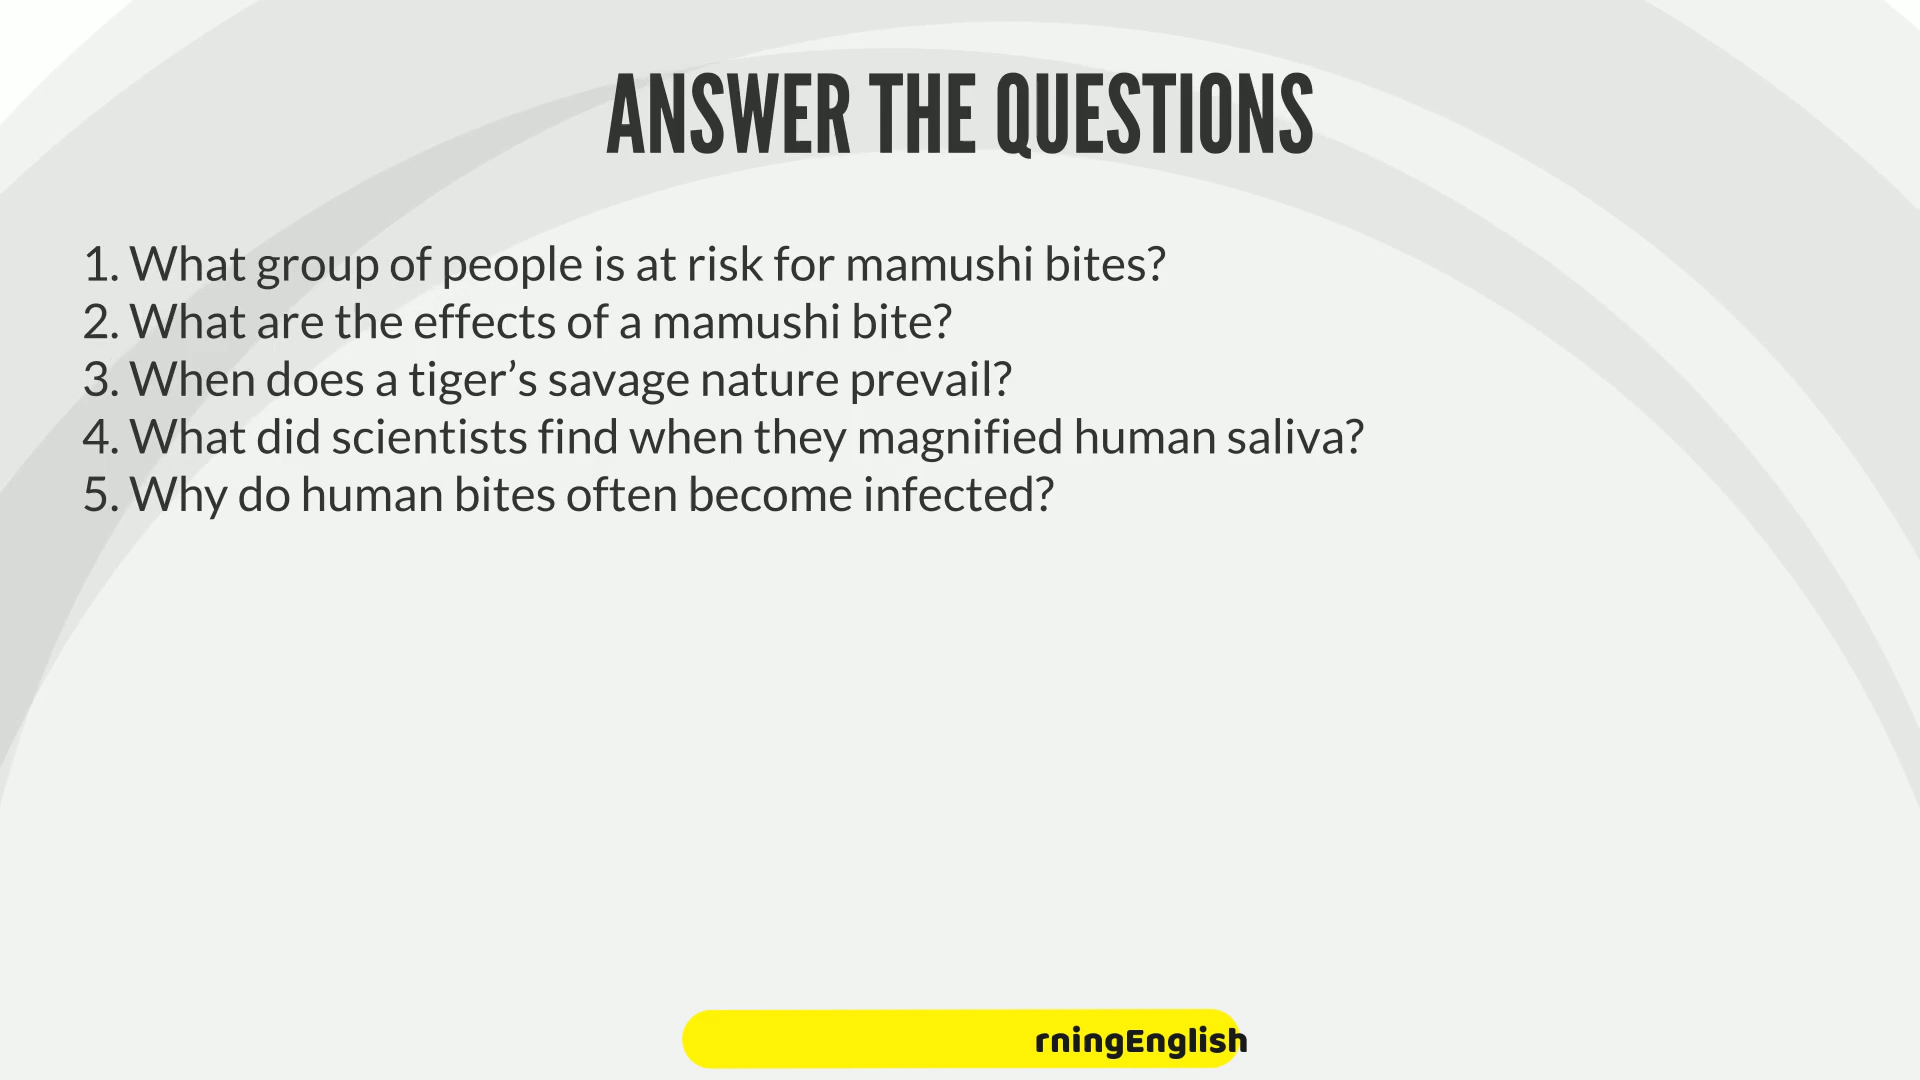 ANSWER THE QUESTIONS
1. What group of people is at risk for mamushi bites?
2. What are the effects of a mamushi bite?
3. When does a tiger’s savage nature prevail?
4. What did scientists find when they magnified human saliva?
5. Why do human bites often become infected?
rningEnglish